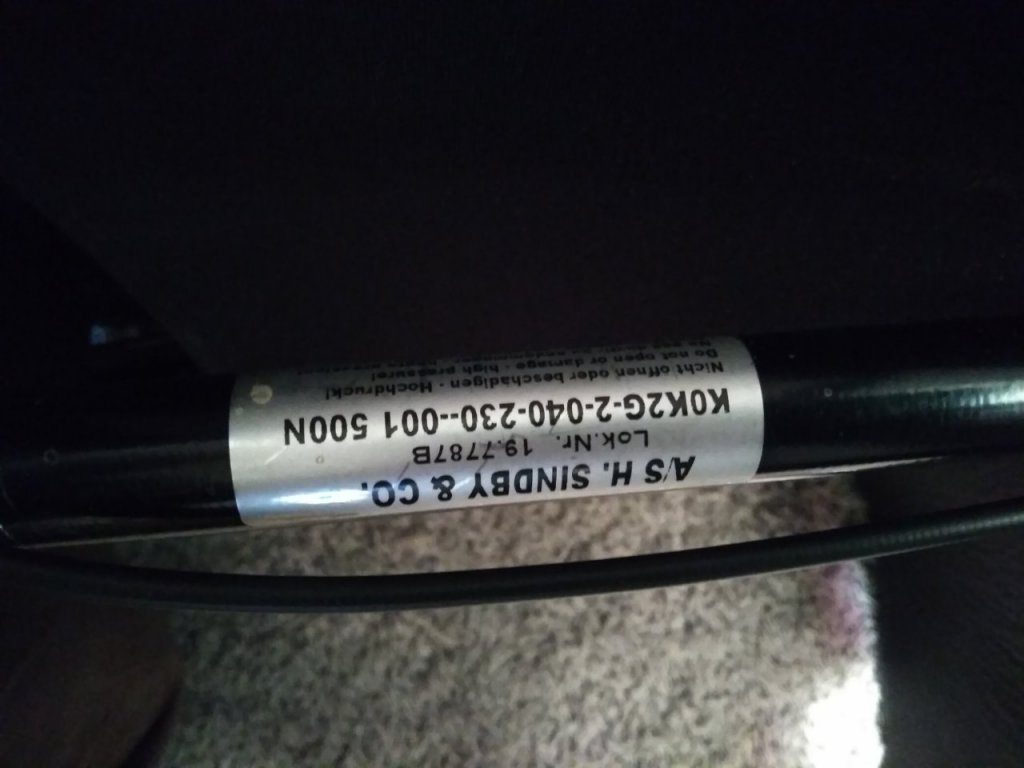 A/S H. SINDBY & CO.
Lok.Nr. 19.7787B
K0K2G-2-040-230--001 500N
Nicht öffnen oder beschädigen - Hochdruck!
Do not open or damage - high pressure!